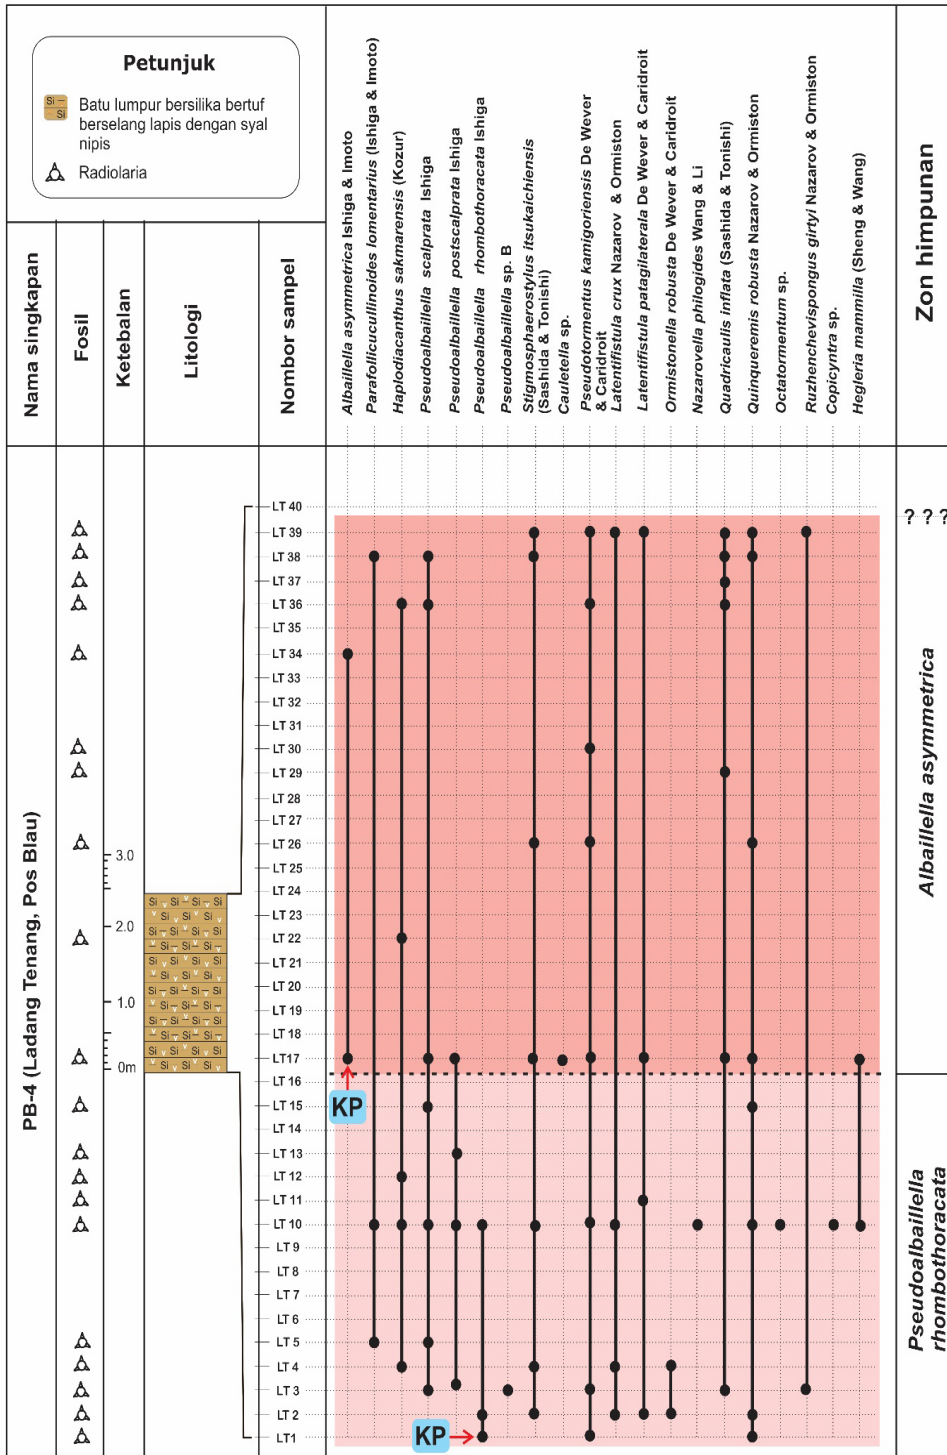 Petunjuk
Si
Si
Batu lumpur bersilika bertuf
berselang lapis dengan syal
nipis
Radiolaria
Nama singkapan
Fosil
Ketebalan
Litologi
Nombor sampel
Albaillella asymmetrica Ishiga & Imoto
Parafollicucullinoides lomentarius (Ishiga & Imoto)
Haplodiacanthus sakmarensis (Kozur)
Pseudoalbaillella scalprata Ishiga
Pseudoalbaillella postscalprata Ishiga
Pseudoalbaillella rhombothoracata Ishiga
Pseudoalbaillella sp. B
Stigmosphaerostylus itsukaichiensis
(Sashida & Tonishi)
Cauletella sp.
Pseudotormentus kamigoriensis De Wever
& Caridroit
Latentifistula crux Nazarov & Ormiston
Latentifistula patagilaterala De Wever & Caridroit
Ormistonella robusta De Wever & Caridroit
Nazarovella philogides Wang & Li
Quadricaulis inflata (Sashida & Tonishi)
Quinqueremis robusta Nazarov & Ormiston
Octatormentum sp.
Ruzhenchevispongus girtyi Nazarov & Ormiston
Copicyntra sp.
Hegleria mammilla (Sheng & Wang)
Zon himpunan
PB-4 (Ladang Tenang, Pos Blau)
3.0
2.0
1.0
0m
LT 40
LT 39
LT 38
LT 37
LT 36
LT 35
LT 34
LT 33
LT 32
LT 31
LT 30
LT 29
LT 28
LT 27
LT 26
LT 25
LT 24
LT 23
LT 22
LT 21
LT 20
LT 19
LT 18
LT17
LT 16
LT 15
LT 14
LT 13
LT 12
LT 11
LT 10
LT 9
LT 8
LT 7
LT 6
LT 5
LT 4
LT 3
LT 2
LT1
KP
KP
? ? ?
Albaillella asymmetrica
Pseudoalbaillella
rhombothoracata